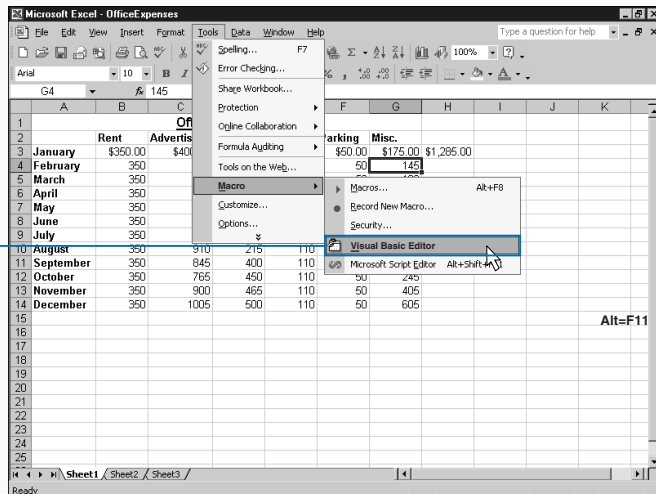 Microsoft Excel - OfficeExpenses
File Edit View Insert Format Tools Data Window Help Type a question for help
100%
Arial 10 B I
G4 fx 145
Spelling... F7
Error Checking...
Share Workbook...
Protection
Online Collaboration
Formula Auditing
Tools on the Web...
Macro
Customize...
Options...
Macros... Alt+F8
Record New Macro...
Security...
Visual Basic Editor
Microsoft Script Editor Alt+Shift+
A B C F G H I J K
1 Of
2 Rent Advertis arking Misc.
3 January $350.00 $400 $50.00 $175.00 $1,285.00
4 February 350 50 145
5 March 350
6 April 350
7 May 350
8 June 350
9 July 350
10 August 350 910 215 110
11 September 350 845 400 110
12 October 350 765 450 110 50 245
13 November 350 900 465 110 50 405
14 December 350 1005 500 110 50 605
15
Alt=F11
16
17
18
19
20
21
22
23
24
25
Sheet1 Sheet2 Sheet3
Ready